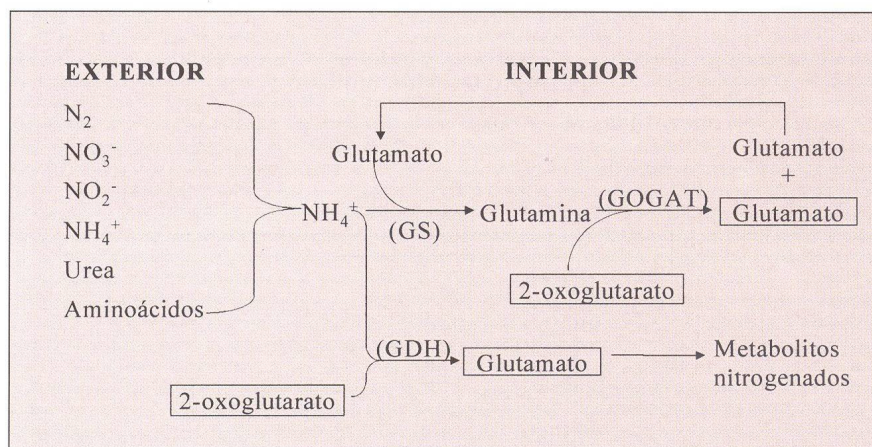 EXTERIOR
N₂
NO₃⁻
NO₂⁻
NH₄⁺
Urea
Aminoácidos
INTERIOR
Glutamato
NH₄⁺
(GS)
Glutamina
(GOGAT)
Glutamato
+
Glutamato
2-oxoglutarato
(GDH)
2-oxoglutarato
Glutamato
Metabolitos
nitrogenados